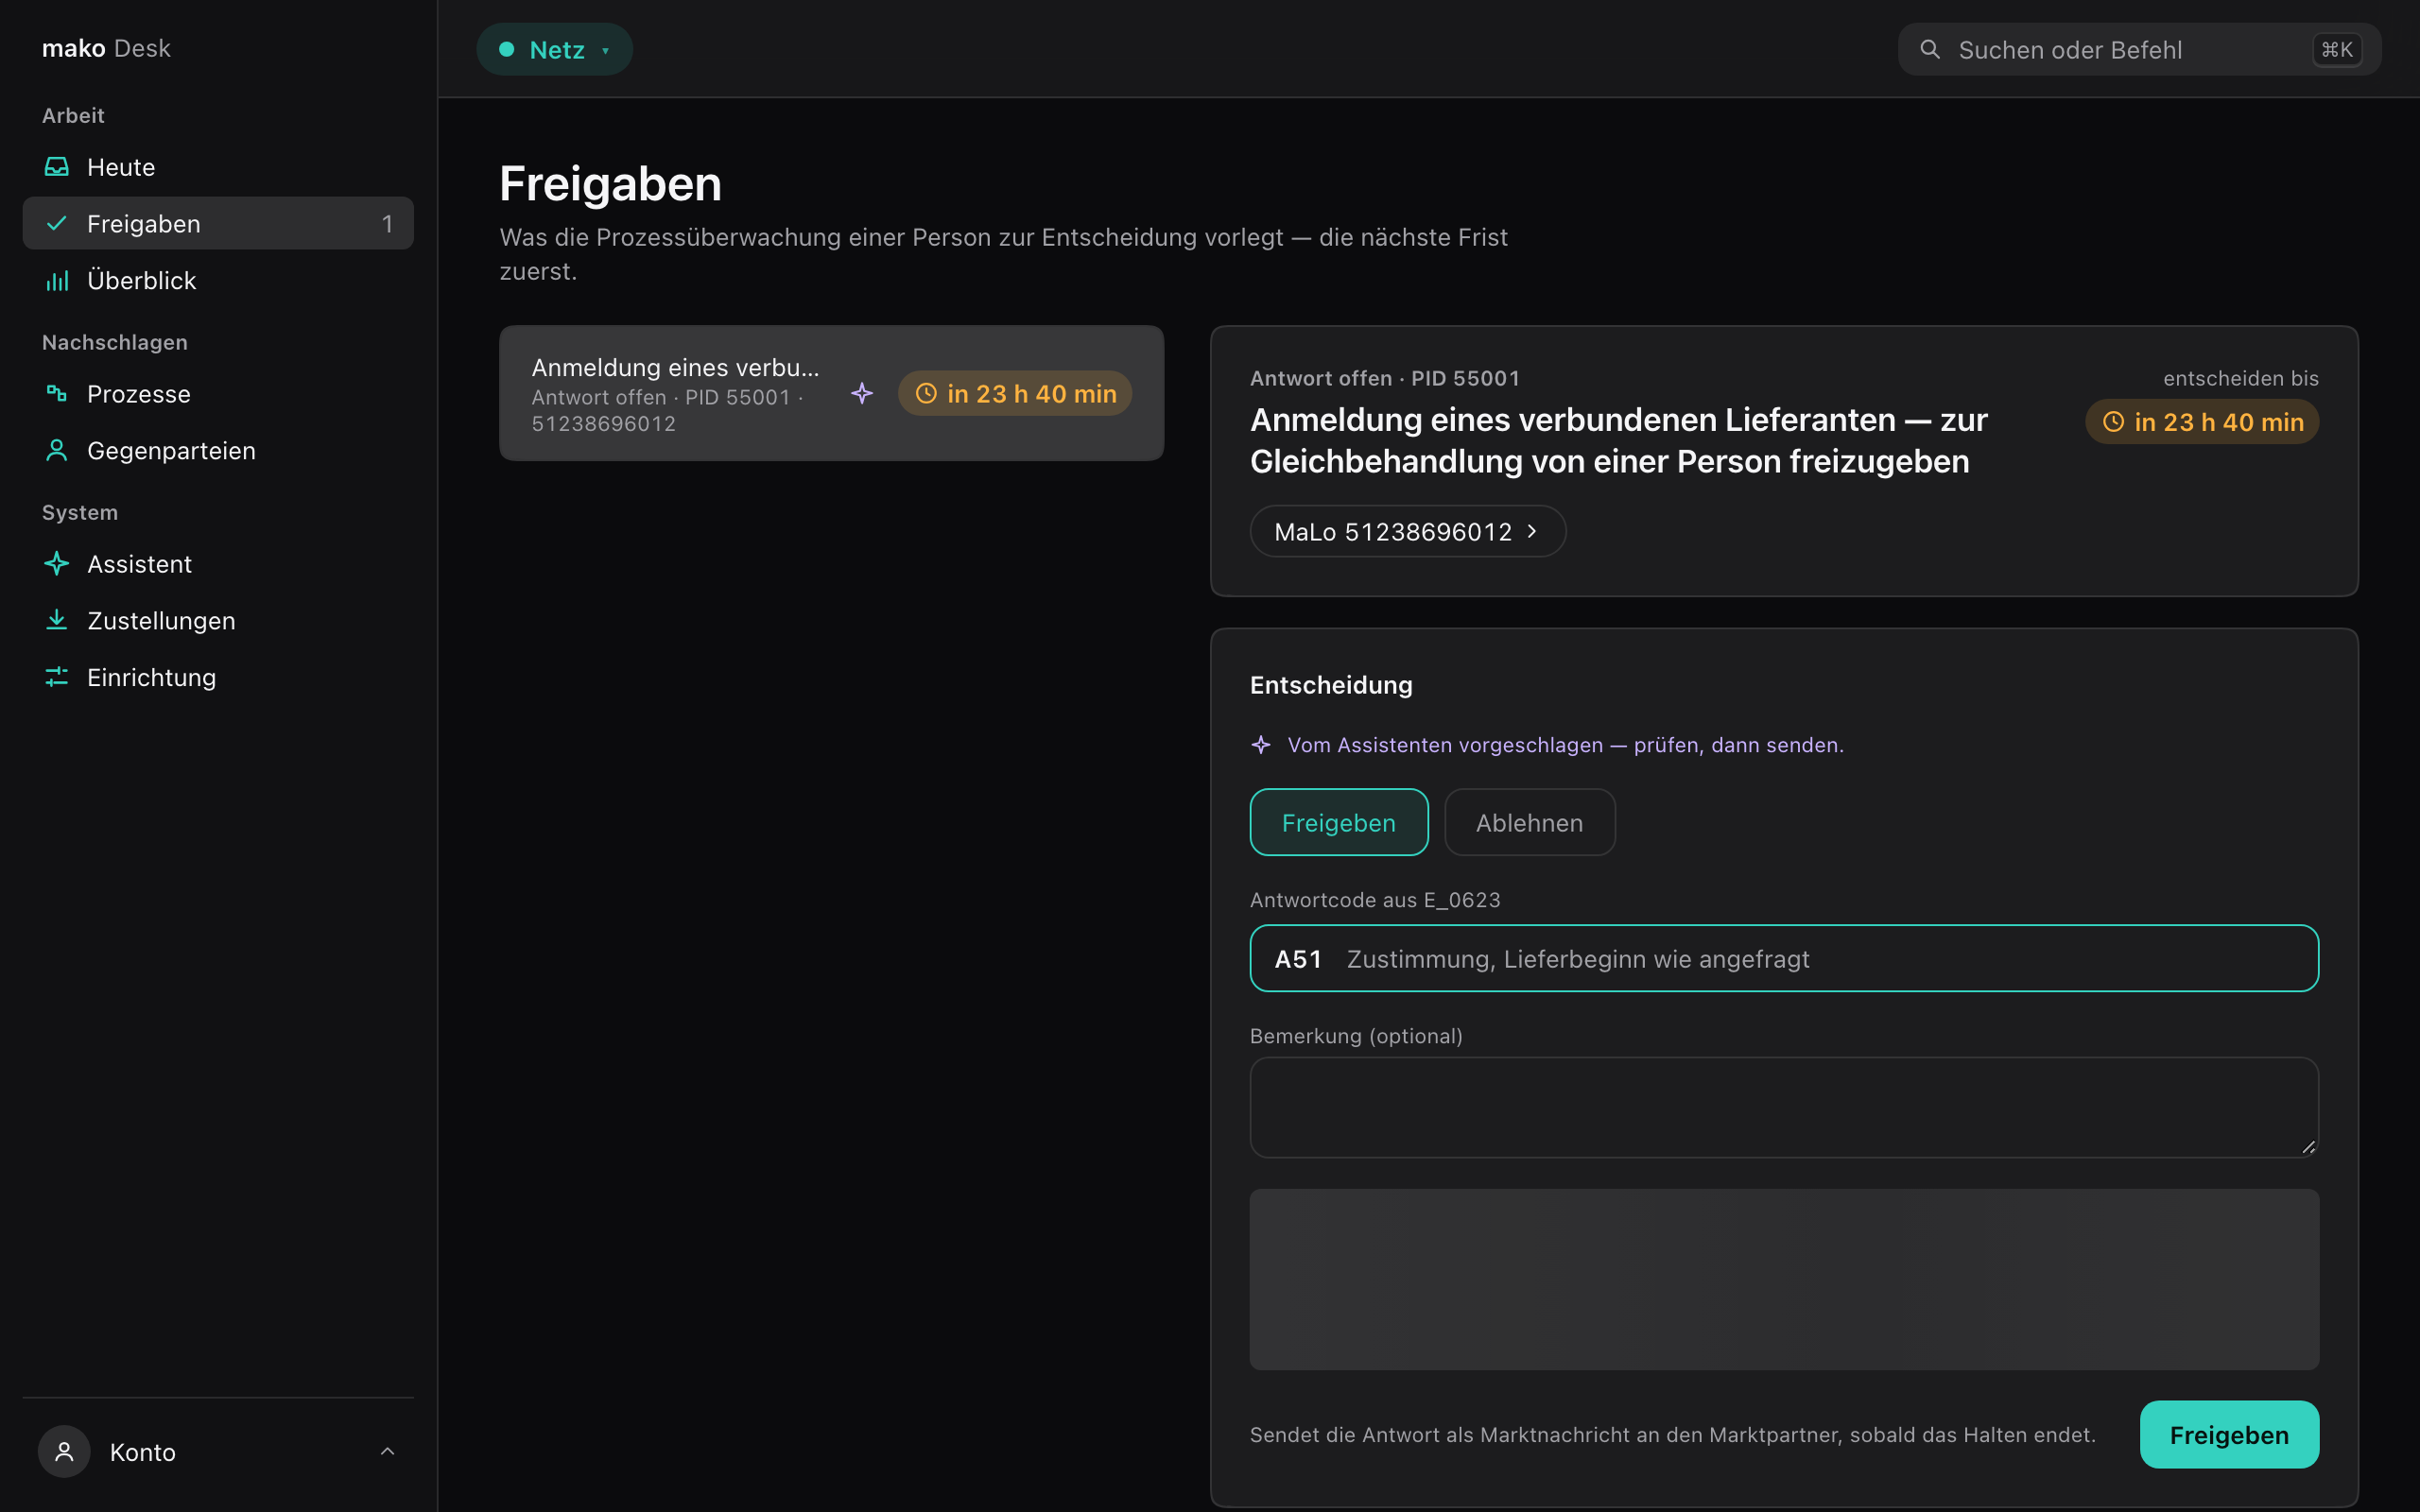 mako Desk
Arbeit
Heute
Freigaben 1
Überblick
Nachschlagen
Prozesse
Gegenparteien
System
Assistent
Zustellungen
Einrichtung
Konto
Netz
Suchen oder Befehl ⌘K
Freigaben
Was die Prozessüberwachung einer Person zur Entscheidung vorlegt — die nächste Frist
zuerst.
Anmeldung eines verbu...
Antwort offen · PID 55001 ·
51238696012
in 23 h 40 min
Antwort offen · PID 55001
entscheiden bis
Anmeldung eines verbundenen Lieferanten — zur
Gleichbehandlung von einer Person freizugeben
in 23 h 40 min
MaLo 51238696012
Entscheidung
Vom Assistenten vorgeschlagen — prüfen, dann senden.
Freigeben Ablehnen
Antwortcode aus E_0623
A51 Zustimmung, Lieferbeginn wie angefragt
Bemerkung (optional)
Sendet die Antwort als Marktnachricht an den Marktpartner, sobald das Halten endet.
Freigeben